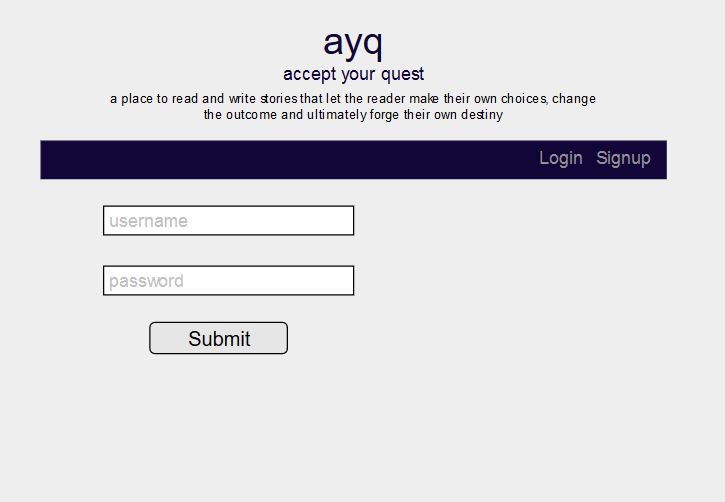 ayq
accept your quest
a place to read and write stories that let the reader make their own choices, change
the outcome and ultimately forge their own destiny
Login Signup
username
password
Submit